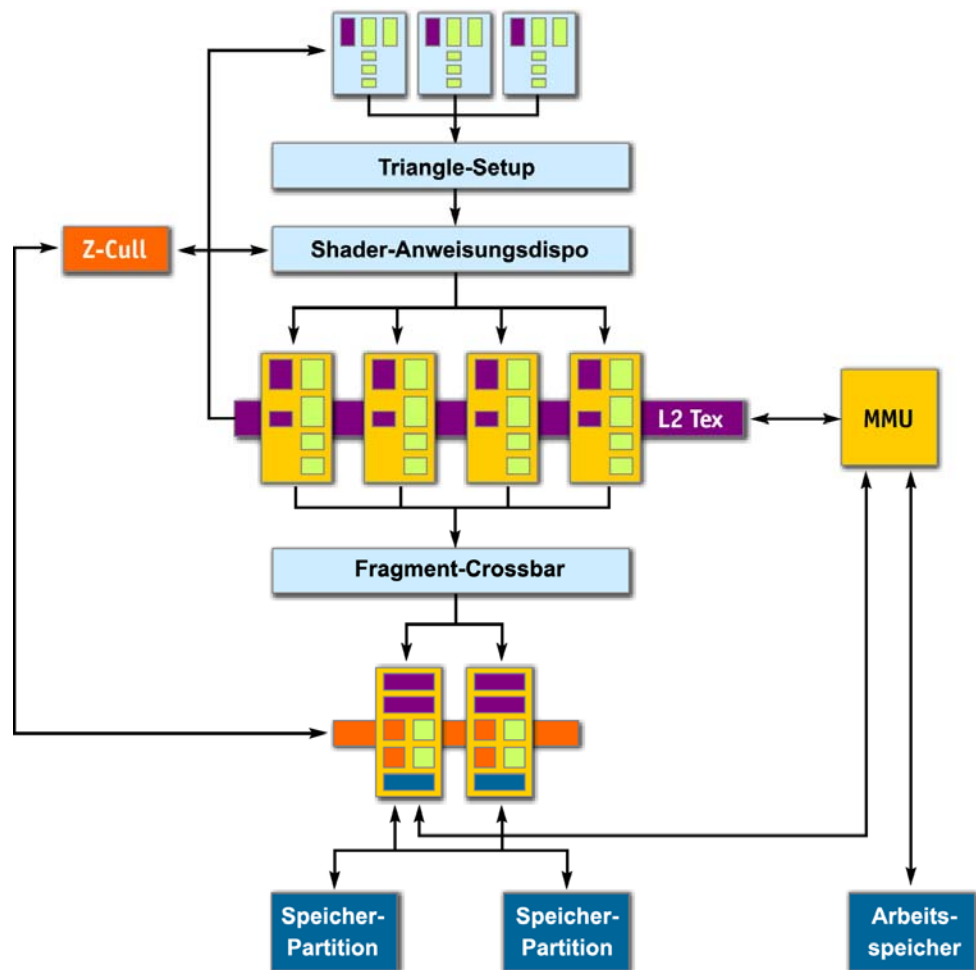 Triangle-Setup
Z-Cull
Shader-Anweisungsdispo
L2 Tex
MMU
Fragment-Crossbar
Speicher-
Partition
Speicher-
Partition
Arbeits-
speicher